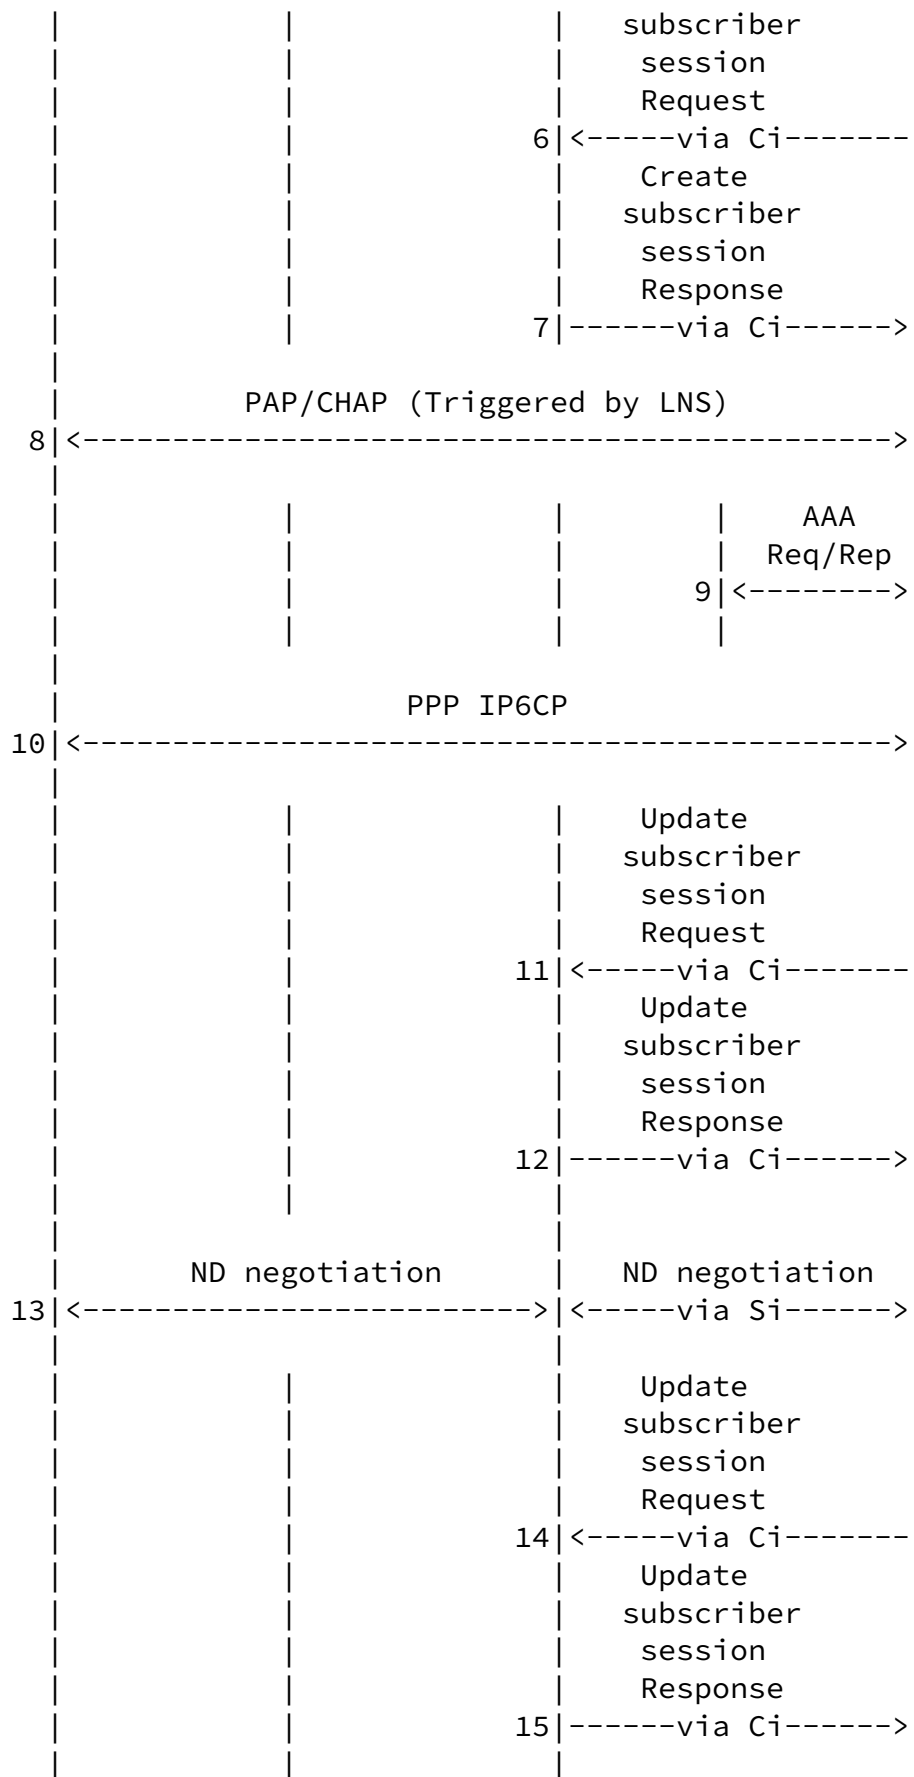 |            |              |   subscriber
|            |              |    session
|            |              |    Request
|            |             6|<-----via Ci-------
|            |              |    Create
|            |              |   subscriber
|            |              |    session
|            |              |    Response
|            |             7|------via Ci------>
|
|          PAP/CHAP (Triggered by LNS)
8|<--------------------------------------------->
|
|            |              |        |    AAA
|            |              |        |  Req/Rep
|            |              |       9|<-------->
|            |              |        |
|
|                   PPP IP6CP
10|<--------------------------------------------->
|
|            |              |    Update
|            |              |   subscriber
|            |              |    session
|            |              |    Request
|            |            11|<-----via Ci-------
|            |              |    Update
|            |              |   subscriber
|            |              |    session
|            |              |    Response
|            |            12|------via Ci------>
|            |              |
|                           |
|       ND negotiation      |   ND negotiation
13|<------------------------->|<-----via Si------>
|                           |
|            |              |    Update
|            |              |   subscriber
|            |              |    session
|            |              |    Request
|            |            14|<-----via Ci-------
|            |              |    Update
|            |              |   subscriber
|            |              |    session
|            |              |    Response
|            |            15|------via Ci------>
|            |              |